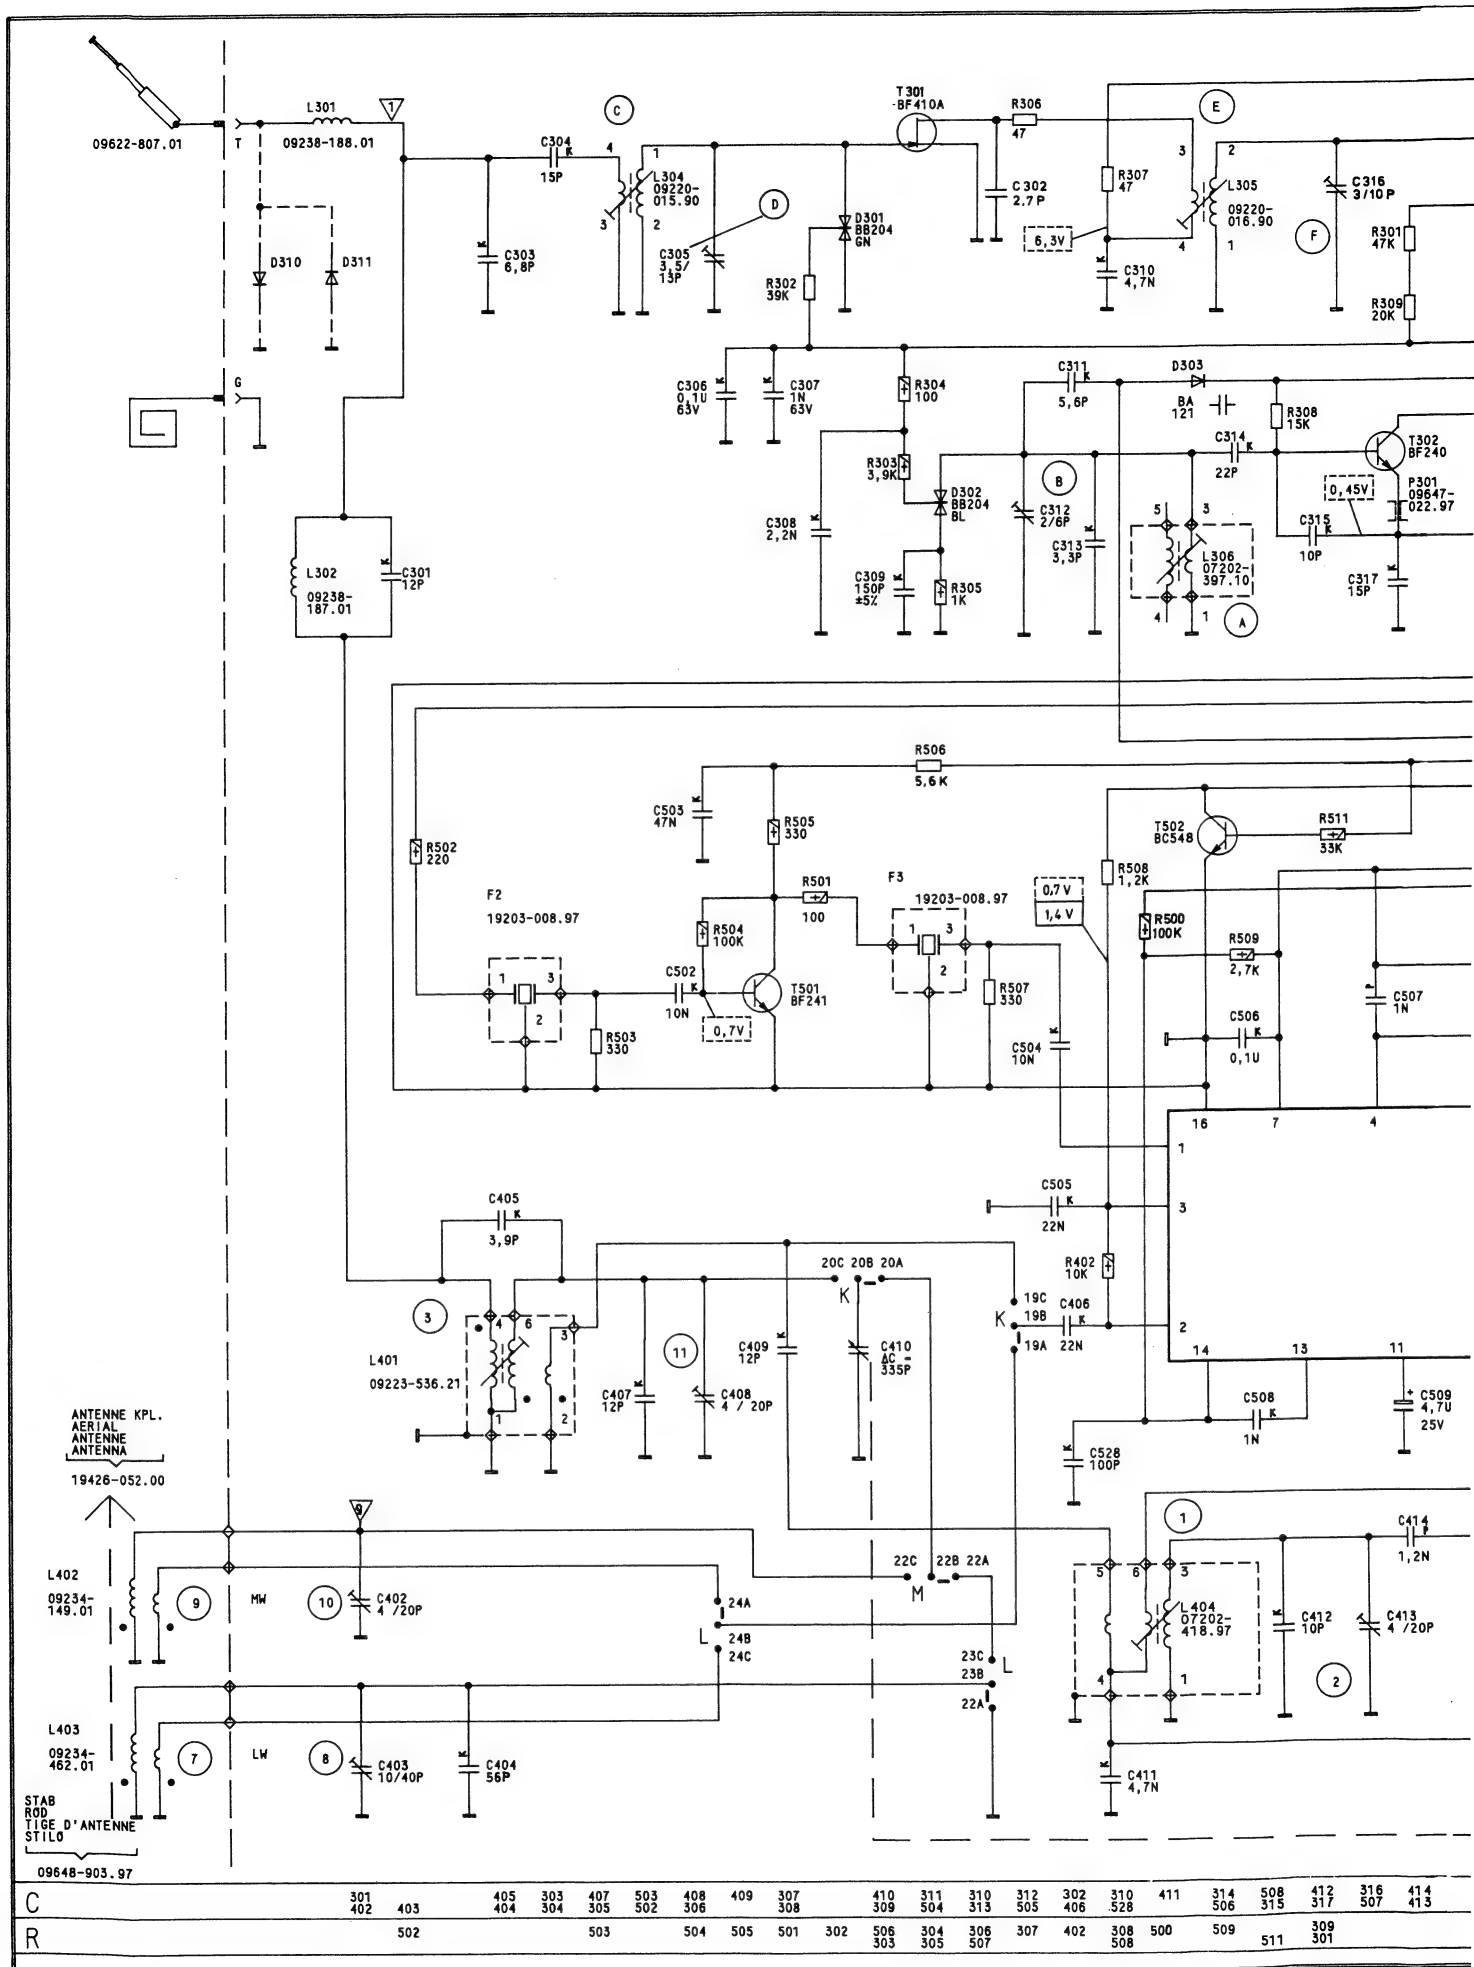 09622-807.01
T
L301
09238-188.01
1
C304
K
15P
C
4
3
1
2
L304
09220-
015.90
D
K
C303
6,8P
C305
3,5/
13P
D310
D311
T301
BF410A
R306
47
C302
2.7P
D301
BB204
GN
R302
39K
E
R307
47
6,3V
K
C310
4,7N
3
4
2
1
L305
09220-
016.90
F
C316
3/10P
R301
47K
R309
20K
G
C306
0,1U
63V
K
C307
1N
63V
K
R304
100
R303
3,9K
C308
2,2N
K
D302
BB204
BL
C309
150P
±5%
K
R305
1K
C311
K
5,6P
D303
BA
121
R308
15K
C314
K
22P
T302
BF240
P301
09647-
022.97
0,45V
C315
K
10P
C317
15P
K
B
C312
2/6P
C313
3,3P
K
5
3
4
1
L306
07202-
397.10
A
L302
09238-
187.01
K
C301
12P
R506
5,6K
C503
47N
K
R505
330
R502
220
F2
19203-008.97
1
3
2
R503
330
C502
K
10N
R504
100K
0,7V
T501
BF241
R501
100
F3
19203-008.97
1
3
2
R507
330
C504
10N
K
0,7V
1,4V
R508
1,2K
T502
BC548
R511
33K
R500
100K
R509
2,7K
C506
K
0,1U
P
C507
1N
16
7
4
1
3
2
14
13
11
C505
K
22N
R402
10K
C406
K
22N
C508
K
1N
C509
4,7U
25V
+
K
C528
100P
C405
K
3,9P
3
4
6
3
1
2
L401
09223-536.21
11
C407
12P
K
C408
4 / 20P
C409
12P
K
20C 20B 20A
K
C410
ΔC =
335P
19C
K 19B
19A
ANTENNE KPL.
AERIAL
ANTENNE
ANTENNA
19426-052.00
9
L402
09234-
149.01
9
MW
10
C402
4 /20P
24A
L 24B
24C
22C 22B 22A
M
23C L
23B
22A
L403
09234-
462.01
7
LW
8
C403
10/40P
K
C404
56P
STAB
ROD
TIGE D'ANTENNE
STILO
09648-903.97
1
5
6
3
4
1
L404
07202-
418.97
K
C412
10P
C413
4 /20P
2
C414
P
1,2N
K
C411
4,7N
C
301 405 303 407 503 408 409 307 410 311 310 312 302 310 411 314 508 412 316 414
402 403 404 304 305 502 306 308 309 504 313 505 406 528 506 315 317 507 413
R
502 503 504 505 501 302 506 304 306 307 402 308 500 509 309
303 305 507 508 511 301